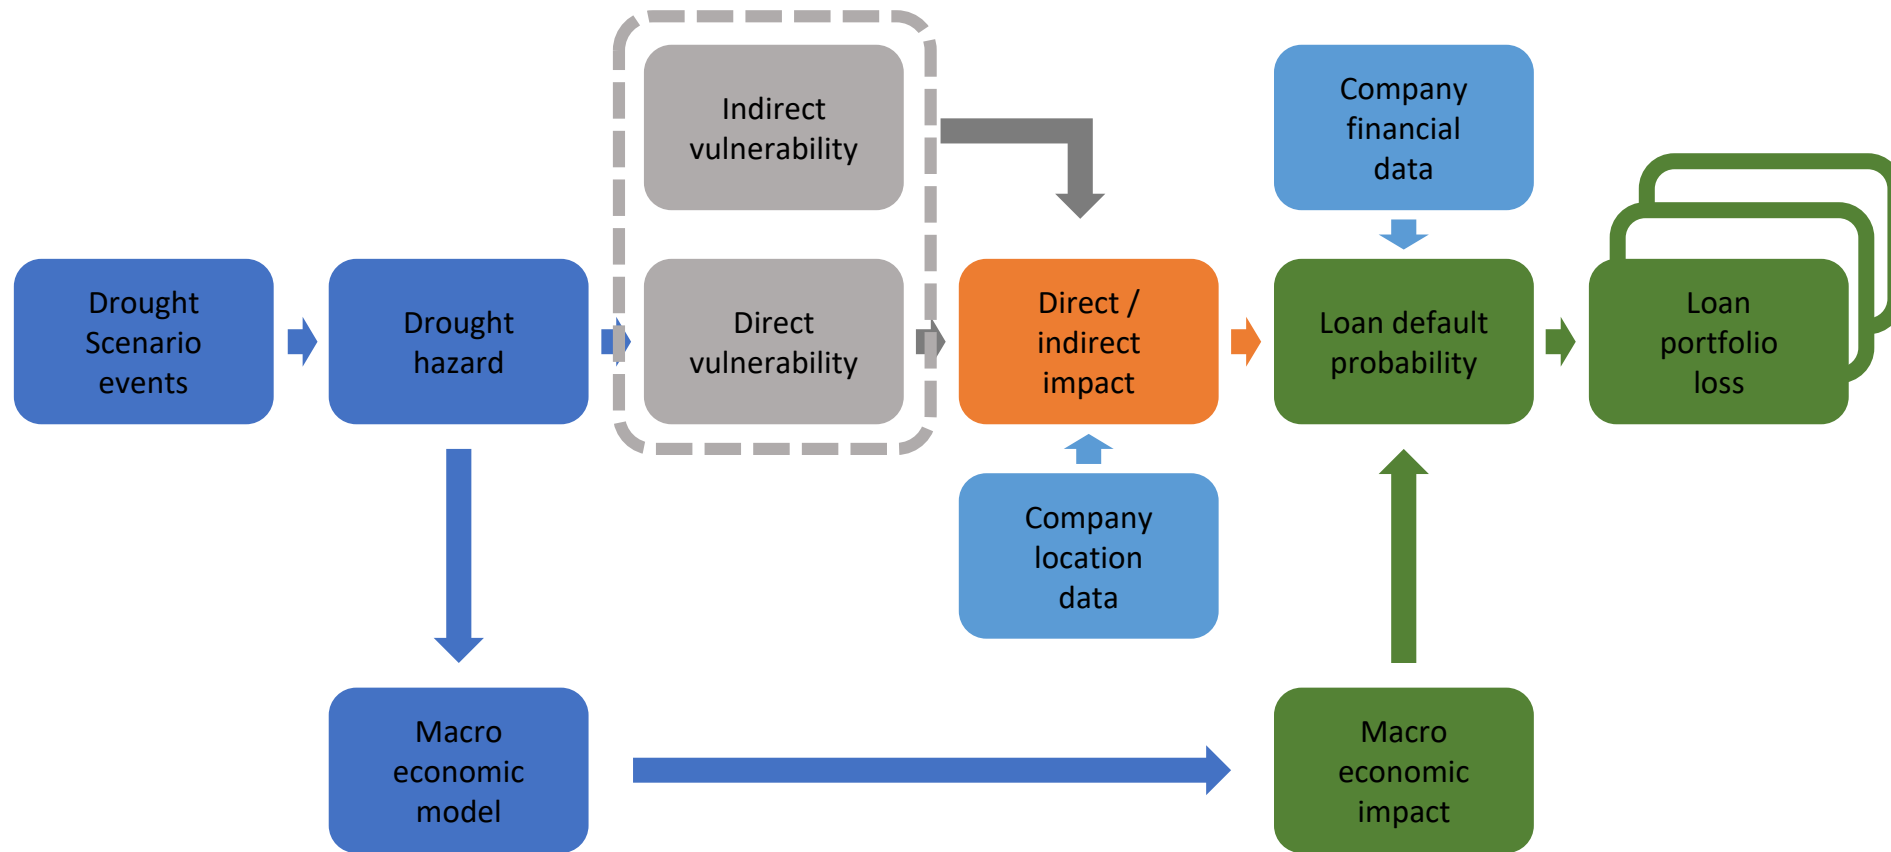 Indirect
vulnerability
Company
financial
data
Drought
Scenario
events
Drought
hazard
Direct
vulnerability
Direct /
indirect
impact
Loan default
probability
Loan
portfolio
loss
Company
location
data
Macro
economic
model
Macro
economic
impact